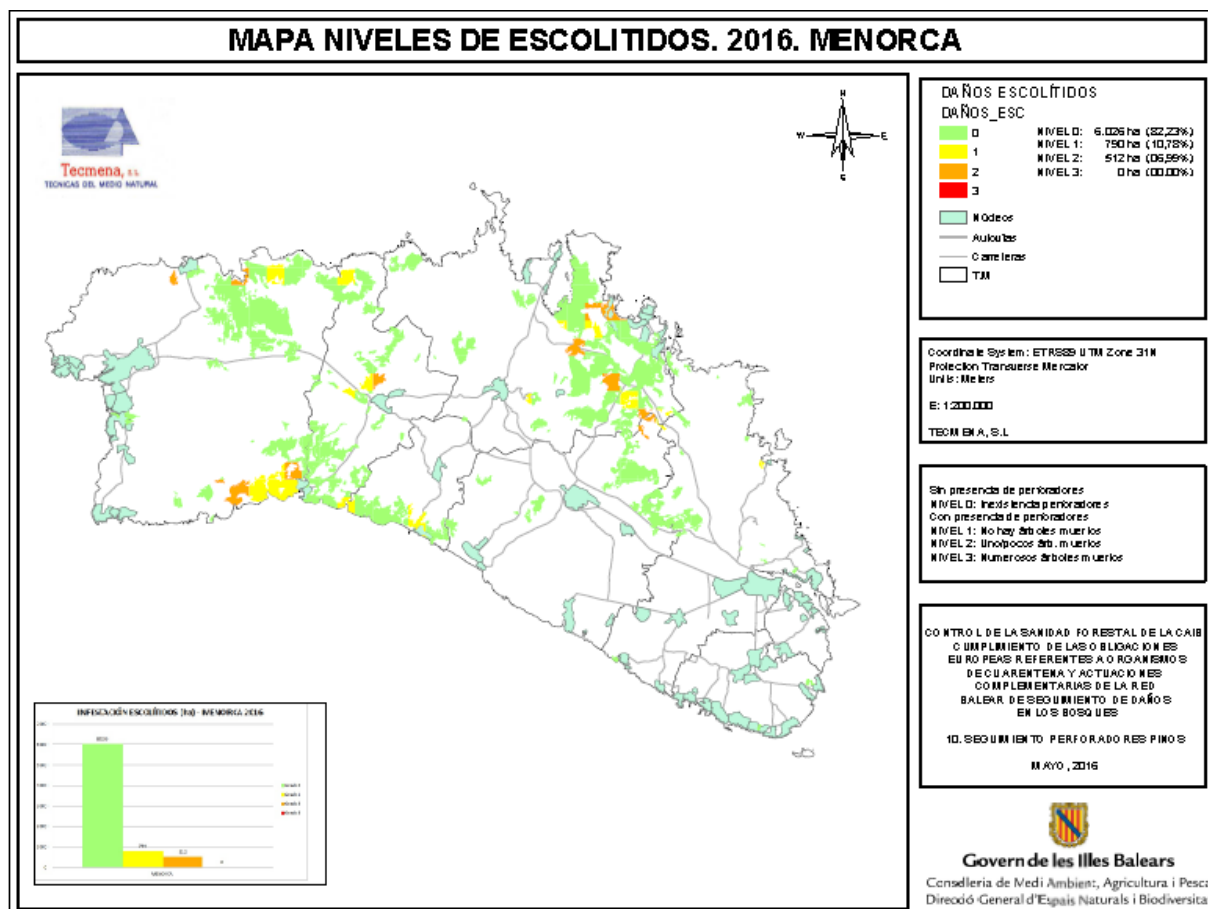 MAPA NIVELES DE ESCOLITIDOS. 2016. MENORCA
Tecmena, S.L.
TECNICAS DEL MEDIO NATURAL
N
W
E
S
DAÑOS ESCOLÍTIDOS
DAÑOS_ESC
0
1
2
3
NIVEL 0: 6.026 ha (82,23%)
NIVEL 1: 790 ha (10,78%)
NIVEL 2: 512 ha (06,99%)
NIVEL 3: 0 ha (00,00%)
Núcleos
Autovías
Carreteras
TM
Coordinate System: ETRS89 UTM Zone 31N
Projection Transverse Mercator
Units: Meters
E: 1:200.000
TECMENA, S.L
Sin presencia de perforadores
NIVEL 0: Inexistencia perforadores
Con presencia de perforadores
NIVEL 1: No hay árboles muertos
NIVEL 2: Uno/pocos árb. muertos
NIVEL 3: Numerosos árboles muertos
CONTROL DE LA SANIDAD FORESTAL DE LA CAIB
CUMPLIMIENTO DE LAS OBLIGACIONES
EUROPEAS REFERENTES A ORGANISMOS
DE CUARENTENA Y ACTUACIONES
COMPLEMENTARIAS DE LA RED
BALEAR DE SEGUIMIENTO DE DAÑOS
EN LOS BOSQUES
10. SEGUIMIENTO PERFORADORES PINOS
MAYO, 2016
INFESTACIÓN ESCOLÍTIDOS (ha) - MENORCA 2016
MENORCA
Govern de les Illes Balears
Conselleria de Medi Ambient, Agricultura i Pesca
Direcció General d'Espais Naturals i Biodiversitat